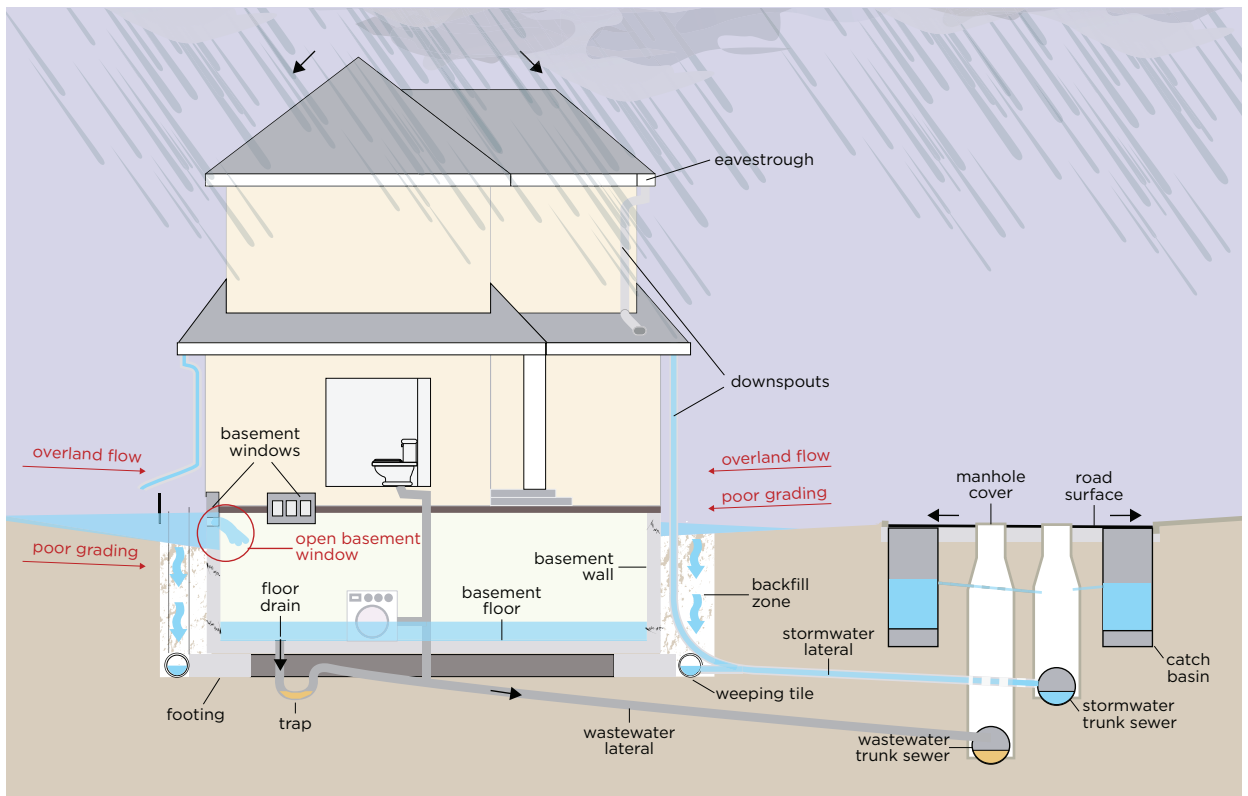 eavestrough
downspouts
basement
windows
overland flow
overland flow
poor grading
manhole
cover
road
surface
open basement
window
poor grading
basement
wall
floor
drain
basement
floor
backfill
zone
stormwater
lateral
catch
basin
weeping tile
footing
trap
stormwater
trunk sewer
wastewater
lateral
wastewater
trunk sewer